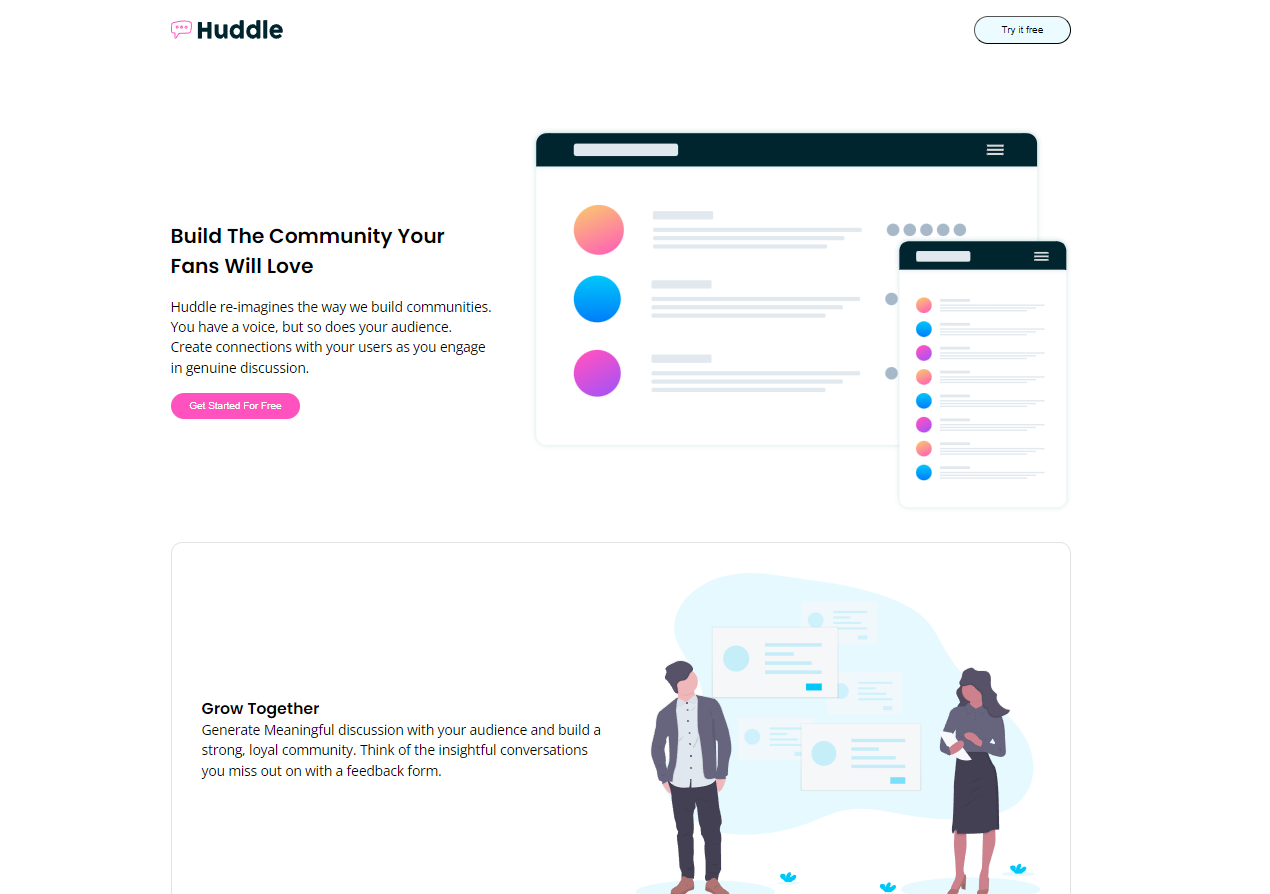 Huddle
Try it free
Build The Community Your
Fans Will Love
Huddle re-imagines the way we build communities.
You have a voice, but so does your audience.
Create connections with your users as you engage
in genuine discussion.
Get Started For Free
Grow Together
Generate Meaningful discussion with your audience and build a
strong, loyal community. Think of the insightful conversations
you miss out on with a feedback form.